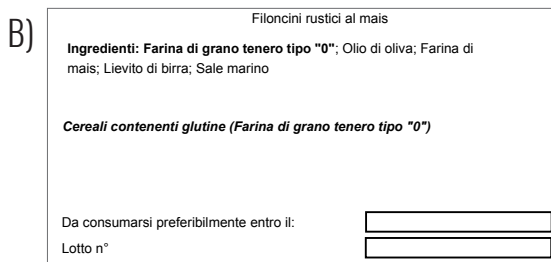 B)
Filoncini rustici al mais
Ingredienti: Farina di grano tenero tipo "0"; Olio di oliva; Farina di
mais; Lievito di birra; Sale marino
Cereali contenenti glutine (Farina di grano tenero tipo "0")
Da consumarsi preferibilmente entro il:
Lotto n°